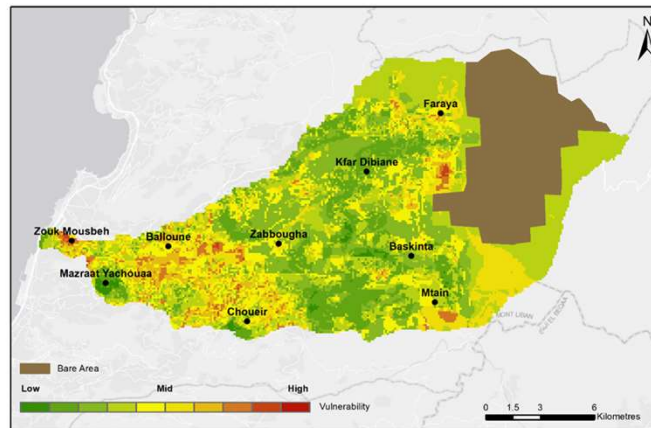 N
Faraya
Kfar Dibiane
Zouk Mousbeh
Balloune
Zabbougha
Baskinta
Mazraat Yachouaa
Mtain
Choueir
Bare Area
Low Mid High
Vulnerability
0 1.5 3 6
Kilometres